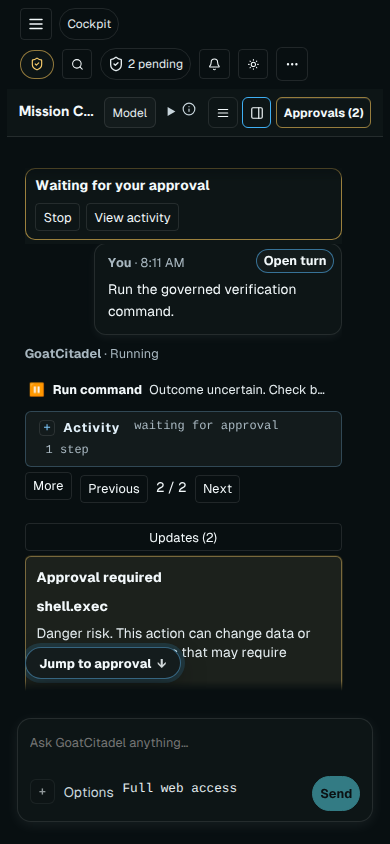 Cockpit
2 pending
Mission C... Model Approvals (2)
Waiting for your approval
Stop View activity
You · 8:11 AM Open turn
Run the governed verification
command.
GoatCitadel · Running
Run command Outcome uncertain. Check b...
+ Activity waiting for approval
1 step
More Previous 2 / 2 Next
Updates (2)
Approval required
shell.exec
Danger risk. This action can change data or
that may require
Jump to approval ↓
Ask GoatCitadel anything...
+ Options Full web access Send